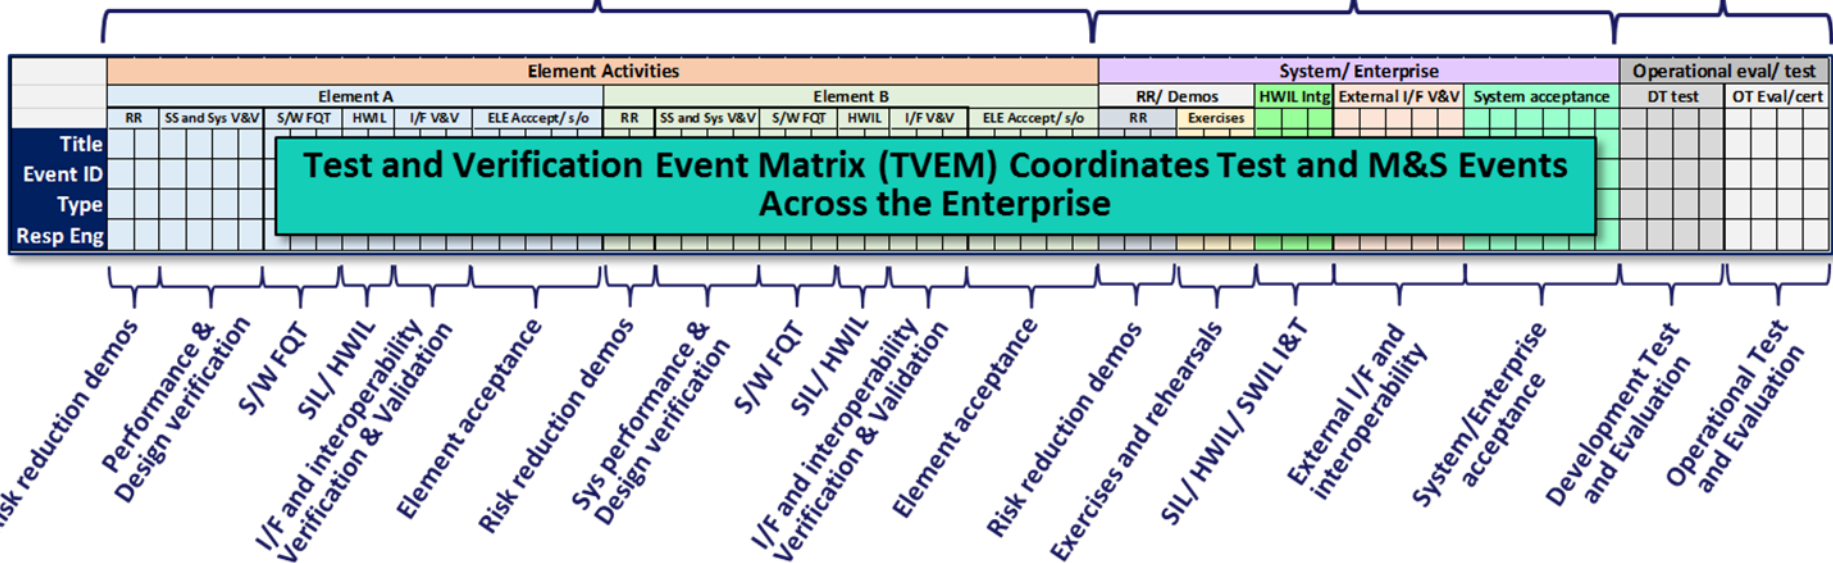 Element Activities System/ Enterprise Operational eval/ test
Element A Element B RR/ Demos HWIL Intg External I/F V&V System acceptance DT test OT Eval/cert
RR SS and Sys V&V S/W FQT HWIL I/F V&V ELE Acccept/ s/o RR SS and Sys V&V S/W FQT HWIL I/F V&V ELE Acccept/ s/o RR Exercises
Title
Event ID
Type
Resp Eng
Test and Verification Event Matrix (TVEM) Coordinates Test and M&S Events
Across the Enterprise
reduction demos
Performance &
Design verification
S/W FQT
SIL/ HWIL
I/F and interoperability
Verification & Validation
Element acceptance
Risk reduction demos
Sys performance &
Design verification
S/W FQT
SIL/ HWIL
I/F and interoperability
Verification & Validation
Element acceptance
Risk reduction demos
Exercises and rehearsals
SIL/ HWIL/ SWIL I&T
External I/F and
interoperability
System/Enterprise
acceptance
Development Test
and Evaluation
Operational Test
and Evaluation